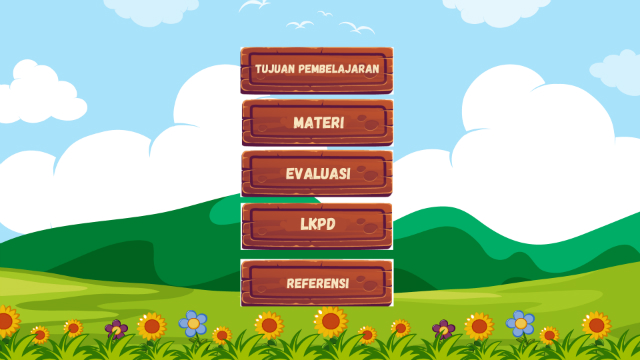 TUJUAN PEMBELAJARAN
MATERI
EVALUASI
LKPD
REFERENSI